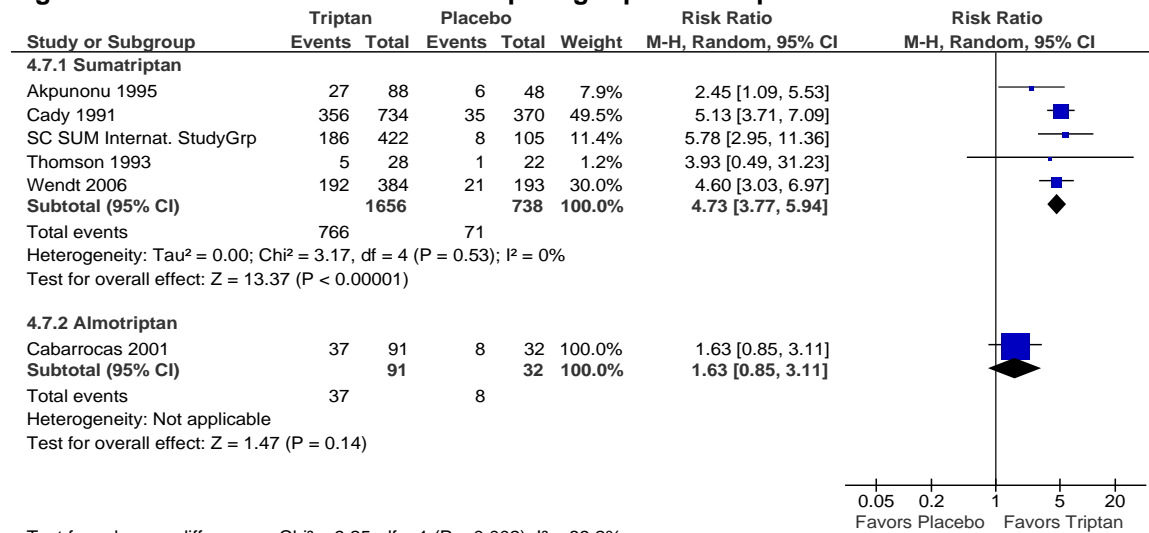 Triptan Placebo Risk Ratio Risk Ratio
Study or Subgroup Events Total Events Total Weight M-H, Random, 95% CI M-H, Random, 95% CI
4.7.1 Sumatriptan
Akpunonu 1995 27 88 6 48 7.9% 2.45 [1.09, 5.53]
Cady 1991 356 734 35 370 49.5% 5.13 [3.71, 7.09]
SC SUM Internat. StudyGrp 186 422 8 105 11.4% 5.78 [2.95, 11.36]
Thomson 1993 5 28 1 22 1.2% 3.93 [0.49, 31.23]
Wendt 2006 192 384 21 193 30.0% 4.60 [3.03, 6.97]
Subtotal (95% CI) 1656 738 100.0% 4.73 [3.77, 5.94]
Total events 766 71
Heterogeneity: Tau² = 0.00; Chi² = 3.17, df = 4 (P = 0.53); I² = 0%
Test for overall effect: Z = 13.37 (P < 0.00001)
4.7.2 Almotriptan
Cabarrocas 2001 37 91 8 32 100.0% 1.63 [0.85, 3.11]
Subtotal (95% CI) 91 32 100.0% 1.63 [0.85, 3.11]
Total events 37 8
Heterogeneity: Not applicable
Test for overall effect: Z = 1.47 (P = 0.14)
0.05 0.2 1 5 20
Favors Placebo Favors Triptan